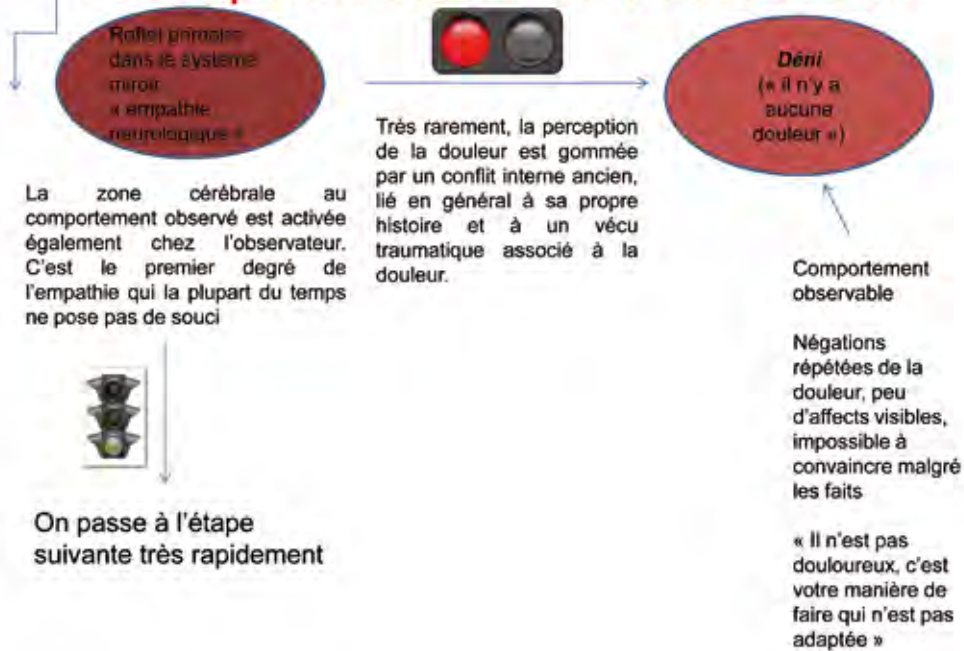 Reflet primaire
dans le système
miroir
« empathie
neurologique »
Déni
(« il n'y a
aucune
douleur »)
Très rarement, la perception
de la douleur est gommée
par un conflit interne ancien,
lié en général à sa propre
histoire et à un vécu
traumatique associé à la
douleur.
La zone cérébrale au
comportement observé est activée
également chez l'observateur.
C'est le premier degré de
l'empathie qui la plupart du temps
ne pose pas de souci
On passe à l'étape
suivante très rapidement
Comportement
observable
Négations
répétées de la
douleur, peu
d'affects visibles,
impossible à
convaincre malgré
les faits
« Il n'est pas
douloureux, c'est
votre manière de
faire qui n'est pas
adaptée »